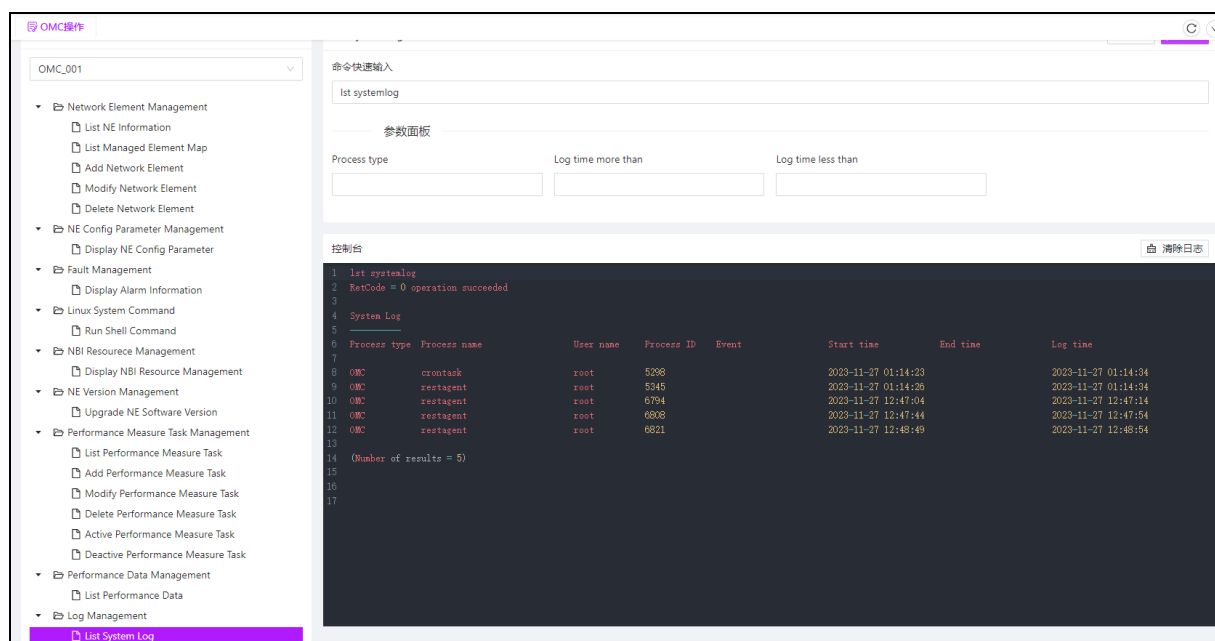 OMC操作
OMC_001
Network Element Management
List NE Information
List Managed Element Map
Add Network Element
Modify Network Element
Delete Network Element
NE Config Parameter Management
Display NE Config Parameter
Fault Management
Display Alarm Information
Linux System Command
Run Shell Command
NBI Resourece Management
Display NBI Resource Management
NE Version Management
Upgrade NE Software Version
Performance Measure Task Management
List Performance Measure Task
Add Performance Measure Task
Modify Performance Measure Task
Delete Performance Measure Task
Active Performance Measure Task
Deactive Performance Measure Task
Performance Data Management
List Performance Data
Log Management
List System Log
命令快速输入
lst systemlog
参数面板
Process type Log time more than Log time less than
控制台 清除日志
1 lst systemlog
2 RetCode = 0 operation succeeded
3
4 System Log
5 ----------
6 Process type Process name User name Process ID Event Start time End time Log time
7
8 OMC crontask root 5298 2023-11-27 01:14:23 2023-11-27 01:14:34
9 OMC restagent root 5345 2023-11-27 01:14:26 2023-11-27 01:14:34
10 OMC restagent root 6794 2023-11-27 12:47:04 2023-11-27 12:47:14
11 OMC restagent root 6808 2023-11-27 12:47:44 2023-11-27 12:47:54
12 OMC restagent root 6821 2023-11-27 12:48:49 2023-11-27 12:48:54
13
14 (Number of results = 5)
15
16
17